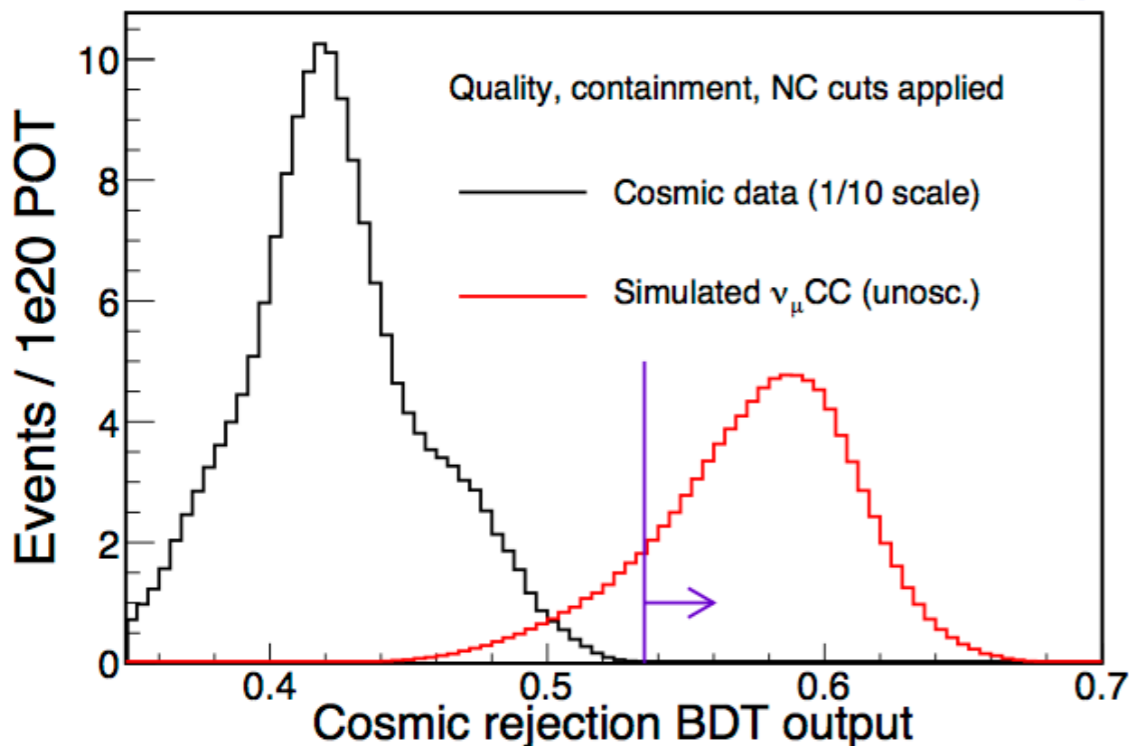 Events / 1e20 POT
10
8
6
4
2
0
Quality, containment, NC cuts applied
Cosmic data (1/10 scale)
Simulated νμCC (unosc.)
0.4 0.5 0.6 0.7
Cosmic rejection BDT output